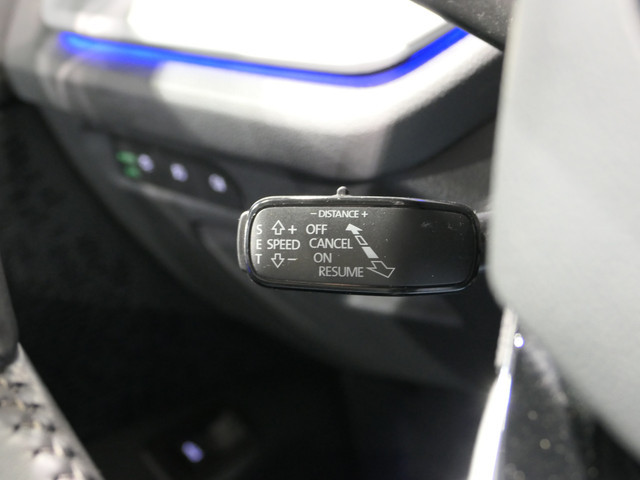 − DISTANCE +
S + OFF
E SPEED CANCEL
T − ON
RESUME